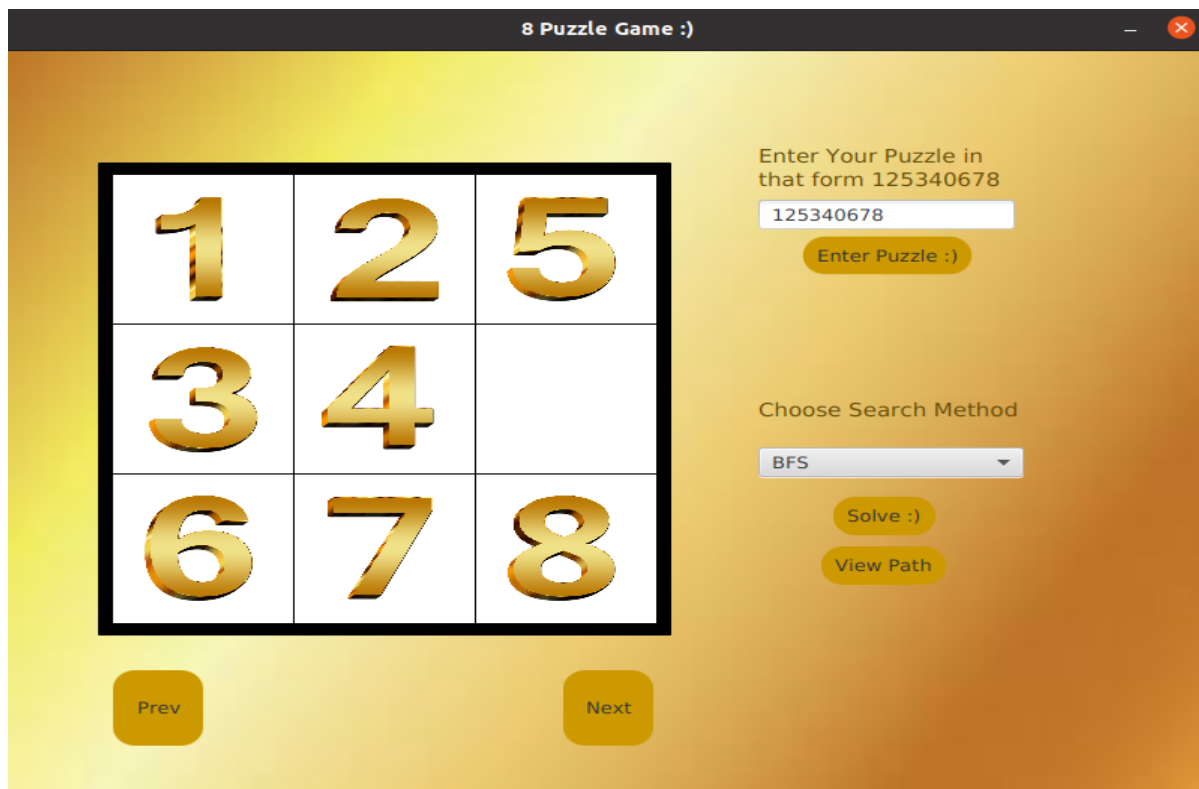 8 Puzzle Game :)
1 2 5
3 4
6 7 8
Prev
Next
Enter Your Puzzle in
that form 125340678
125340678
Enter Puzzle :)
Choose Search Method
BFS
Solve :)
View Path